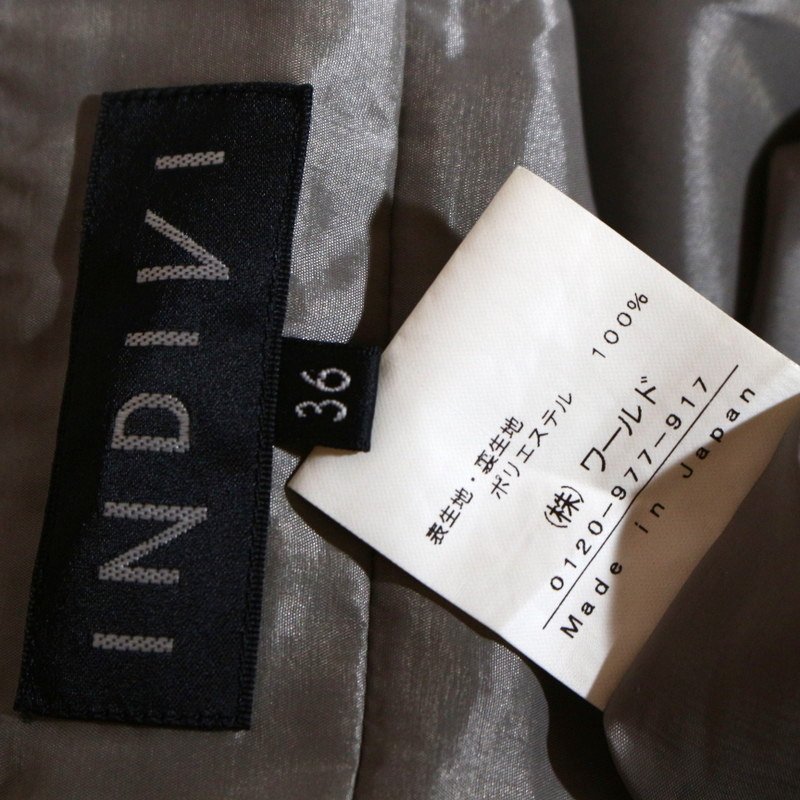 INDIVI
36
表生地・裏生地
ポリエステル 100%
(株) ワールド
0120-977-917
Made in Japan